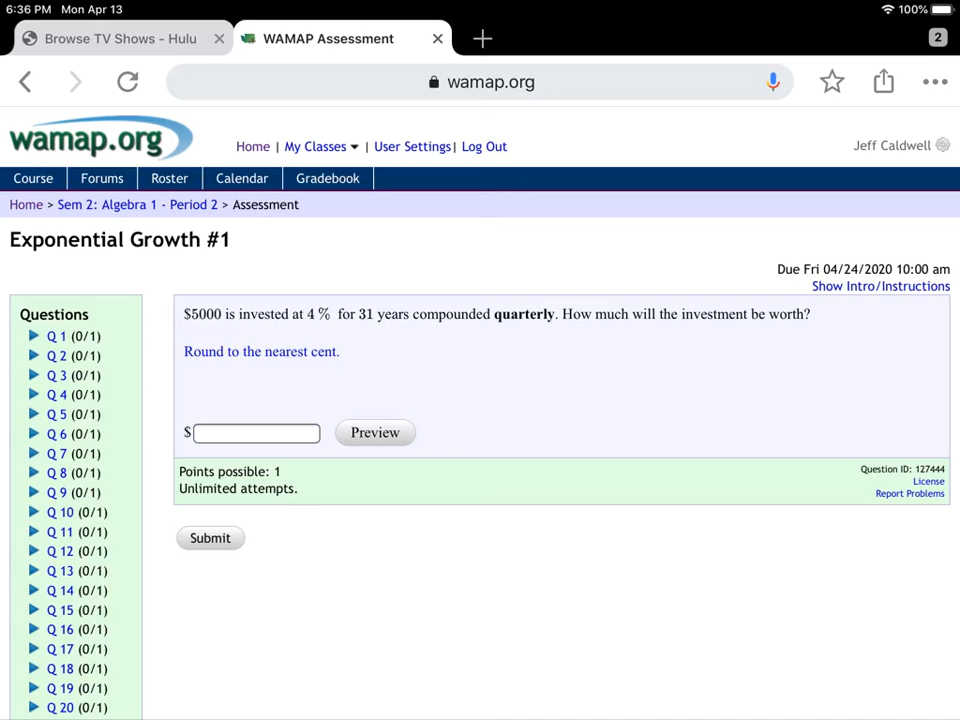 6:36 PM Mon Apr 13
100%
Browse TV Shows - Hulu
WAMAP Assessment
2
wamap.org
wamap.org
Home | My Classes | User Settings | Log Out
Jeff Caldwell
Course
Forums
Roster
Calendar
Gradebook
Home > Sem 2: Algebra 1 - Period 2 > Assessment
Exponential Growth #1
Due Fri 04/24/2020 10:00 am
Show Intro/Instructions
Questions
Q 1 (0/1)
Q 2 (0/1)
Q 3 (0/1)
Q 4 (0/1)
Q 5 (0/1)
Q 6 (0/1)
Q 7 (0/1)
Q 8 (0/1)
Q 9 (0/1)
Q 10 (0/1)
Q 11 (0/1)
Q 12 (0/1)
Q 13 (0/1)
Q 14 (0/1)
Q 15 (0/1)
Q 16 (0/1)
Q 17 (0/1)
Q 18 (0/1)
Q 19 (0/1)
Q 20 (0/1)
$5000 is invested at 4 % for 31 years compounded quarterly. How much will the investment be worth?
Round to the nearest cent.
$
Preview
Points possible: 1
Unlimited attempts.
Question ID: 127444
License
Report Problems
Submit